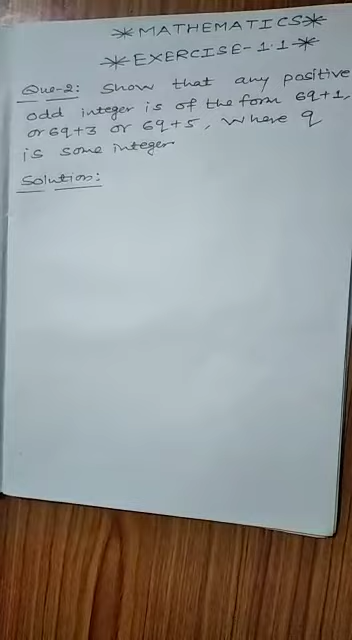 *MATHEMATICS*
*EXERCISE-1.1*
Que-2: Show that any positive
odd integer is of the form 6q+1,
or 6q+3 or 6q+5, where q
is some integer
Solution: